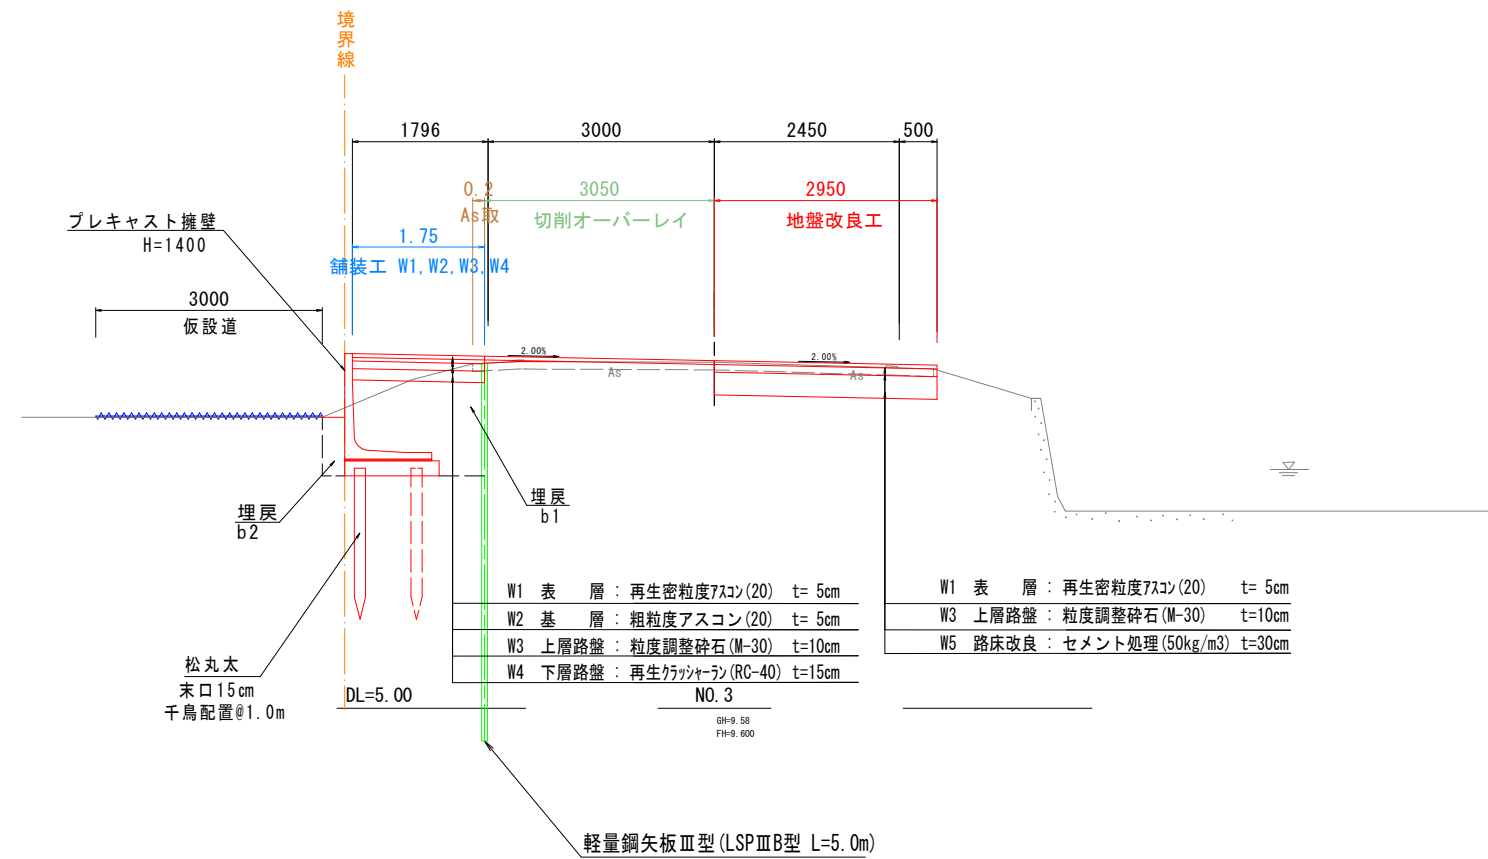 境界線
1796
3000
2450
500
0.2
As取
3050
切削オーバーレイ
2950
地盤改良工
プレキャスト擁壁
H=1400
1.75
舗装工 W1,W2,W3,W4
3000
仮設道
2.00%
2.00%
As
As
埋戻
b2
埋戻
b1
W1 表 層 : 再生密粒度アスコン(20) t= 5cm
W2 基 層 : 粗粒度アスコン(20) t= 5cm
W3 上層路盤 : 粒度調整砕石(M-30) t=10cm
W4 下層路盤 : 再生クラッシャーラン(RC-40) t=15cm
W1 表 層 : 再生密粒度アスコン(20) t= 5cm
W3 上層路盤 : 粒度調整砕石(M-30) t=10cm
W5 路床改良 : セメント処理(50kg/m3) t=30cm
松丸太
末口15cm
千鳥配置@1.0m
DL=5.00
NO.3
GH=9.58
FH=9.600
軽量鋼矢板Ⅲ型(LSPⅢB型 L=5.0m)